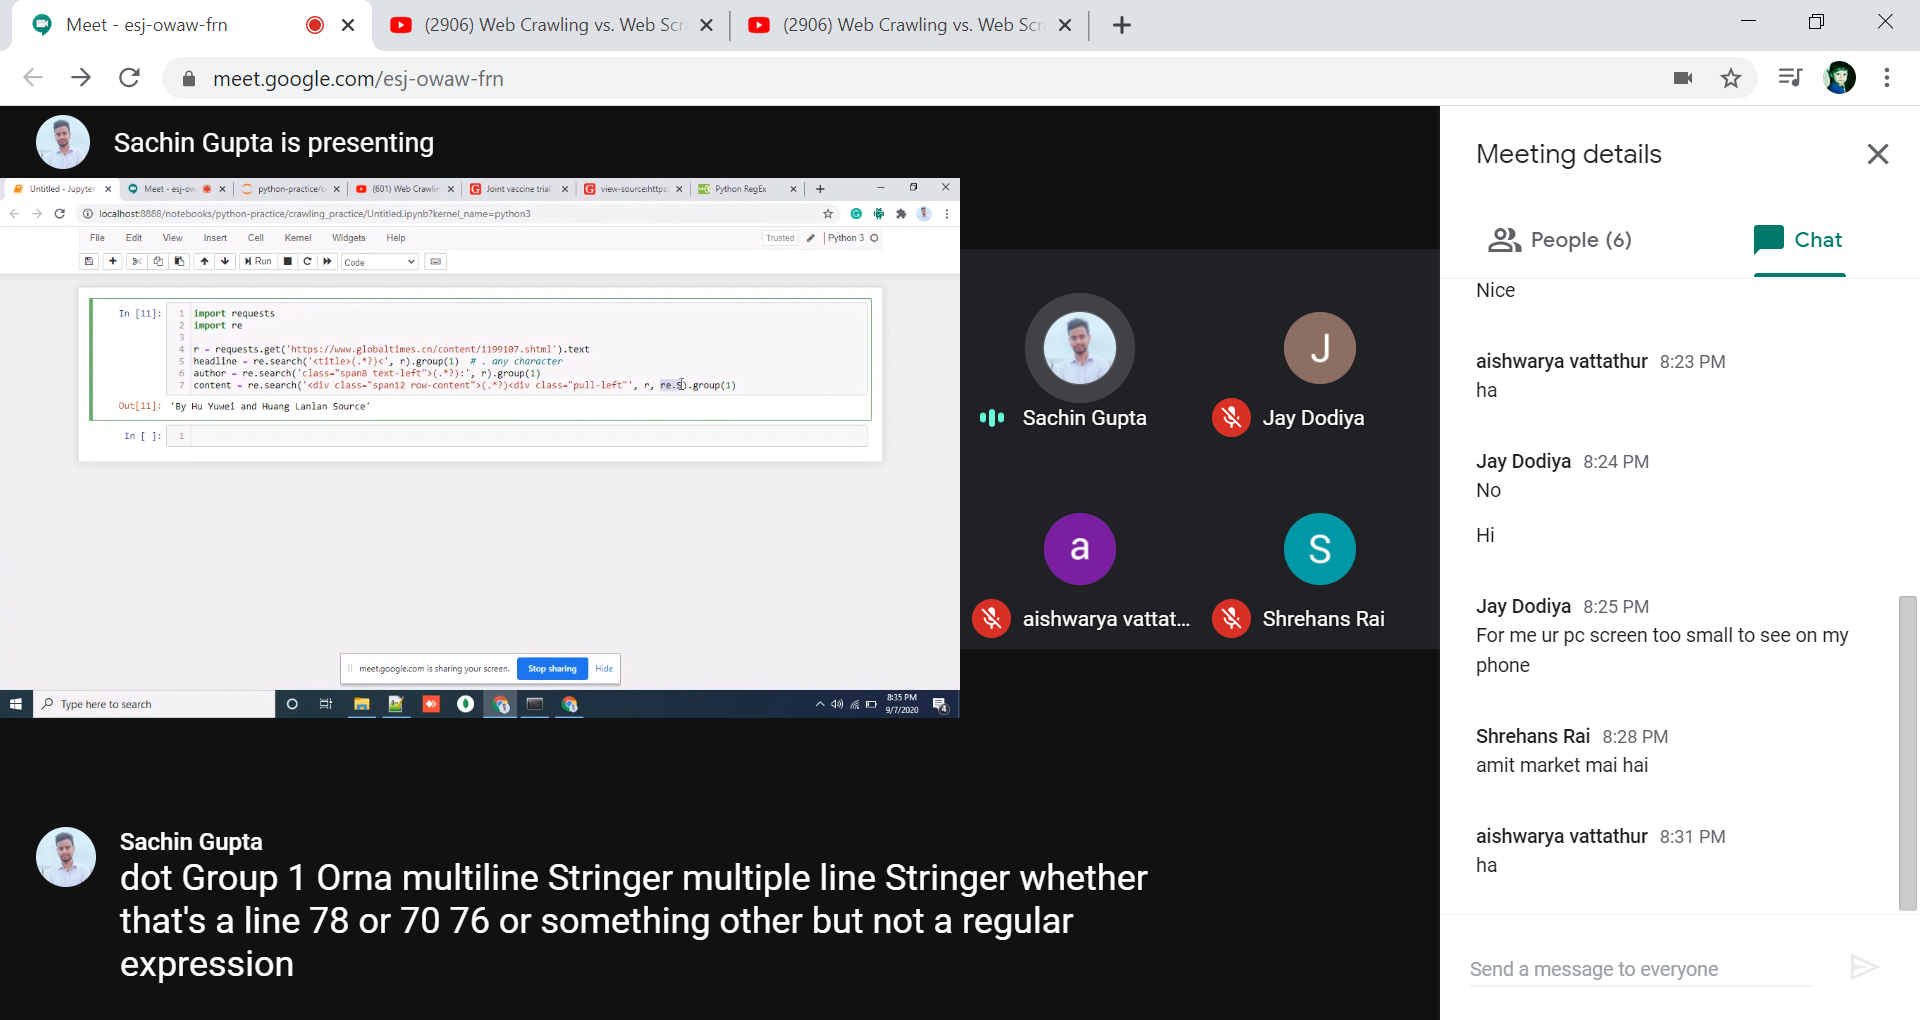 Meet - esj-owaw-frn
(2906) Web Crawling vs. Web Scr
(2906) Web Crawling vs. Web Scr
meet.google.com/esj-owaw-frn
Sachin Gupta is presenting
Untitled - Jupyter
Meet - esj-ow
python-practice/cr
(601) Web Crawlin
Joint vaccine trial
view-source:https
Python RegEx
localhost:8888/notebooks/python-practice/crawling_practice/Untitled.ipynb?kernel_name=python3
File Edit View Insert Cell Kernel Widgets Help
Trusted
Python 3
Run
Code
In [11]:
1 import requests
2 import re
3
4 r = requests.get('https://www.globaltimes.cn/content/1199107.shtml').text
5 headline = re.search('<title>(.*?)<', r).group(1) # . any character
6 author = re.search('class="span8 text-left">(.*?):', r).group(1)
7 content = re.search('<div class="span12 row-content">(.*?)<div class="pull-left"', r, re.S).group(1)
Out[11]: 'By Hu Yuwei and Huang Lanlan Source'
In [ ]: 1
meet.google.com is sharing your screen.
Stop sharing
Hide
Type here to search
8:35 PM
9/7/2020
4
Sachin Gupta
J
Jay Dodiya
a
aishwarya vattat...
S
Shrehans Rai
Sachin Gupta
dot Group 1 Orna multiline Stringer multiple line Stringer whether
that's a line 78 or 70 76 or something other but not a regular
expression
Meeting details
People (6)
Chat
Nice
aishwarya vattathur 8:23 PM
ha
Jay Dodiya 8:24 PM
No
Hi
Jay Dodiya 8:25 PM
For me ur pc screen too small to see on my
phone
Shrehans Rai 8:28 PM
amit market mai hai
aishwarya vattathur 8:31 PM
ha
Send a message to everyone